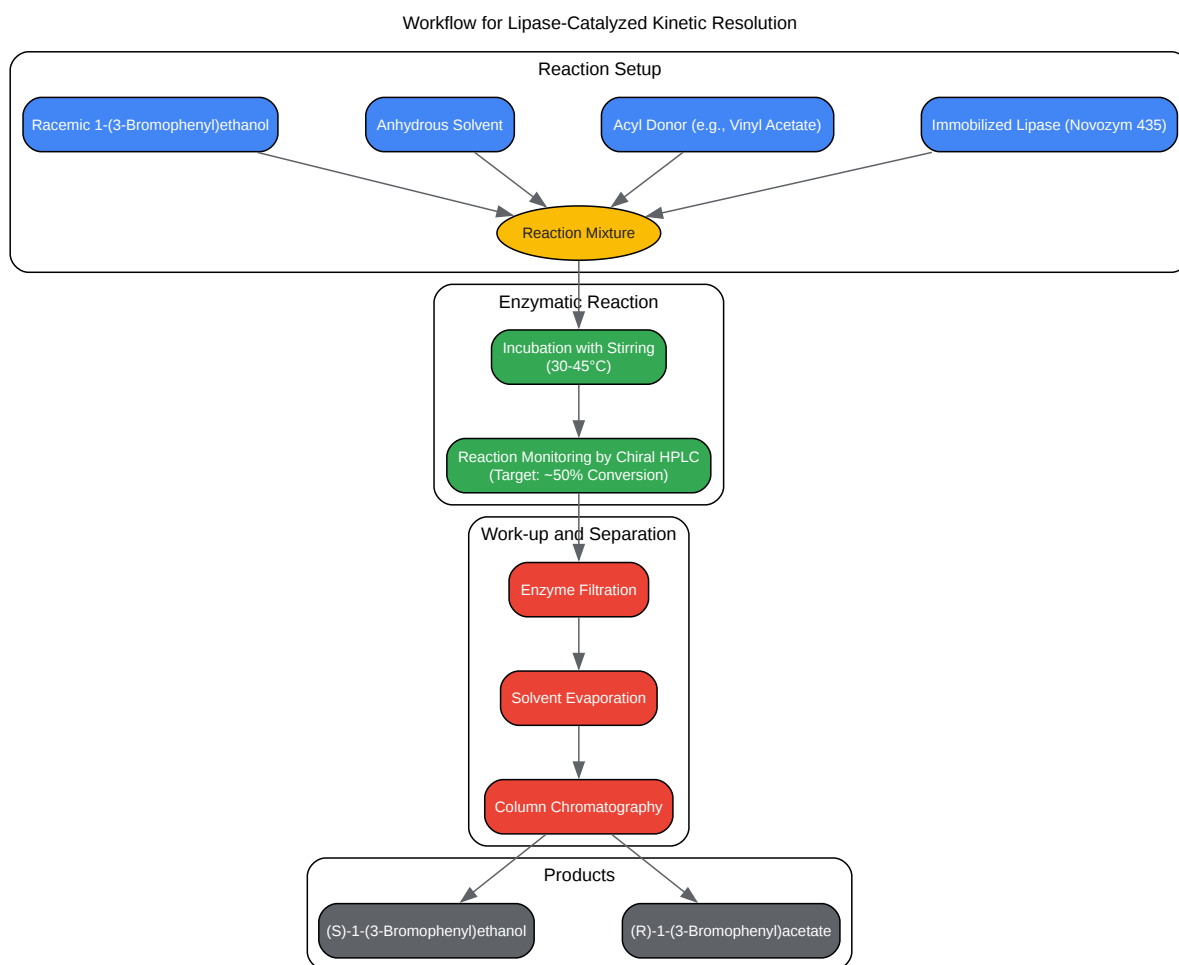 Workflow for Lipase-Catalyzed Kinetic Resolution
Reaction Setup
Racemic 1-(3-Bromophenyl)ethanol
Anhydrous Solvent
Acyl Donor (e.g., Vinyl Acetate)
Immobilized Lipase (Novozym 435)
Reaction Mixture
Enzymatic Reaction
Incubation with Stirring
(30-45°C)
Reaction Monitoring by Chiral HPLC
(Target: ~50% Conversion)
Work-up and Separation
Enzyme Filtration
Solvent Evaporation
Column Chromatography
Products
(S)-1-(3-Bromophenyl)ethanol
(R)-1-(3-Bromophenyl)acetate